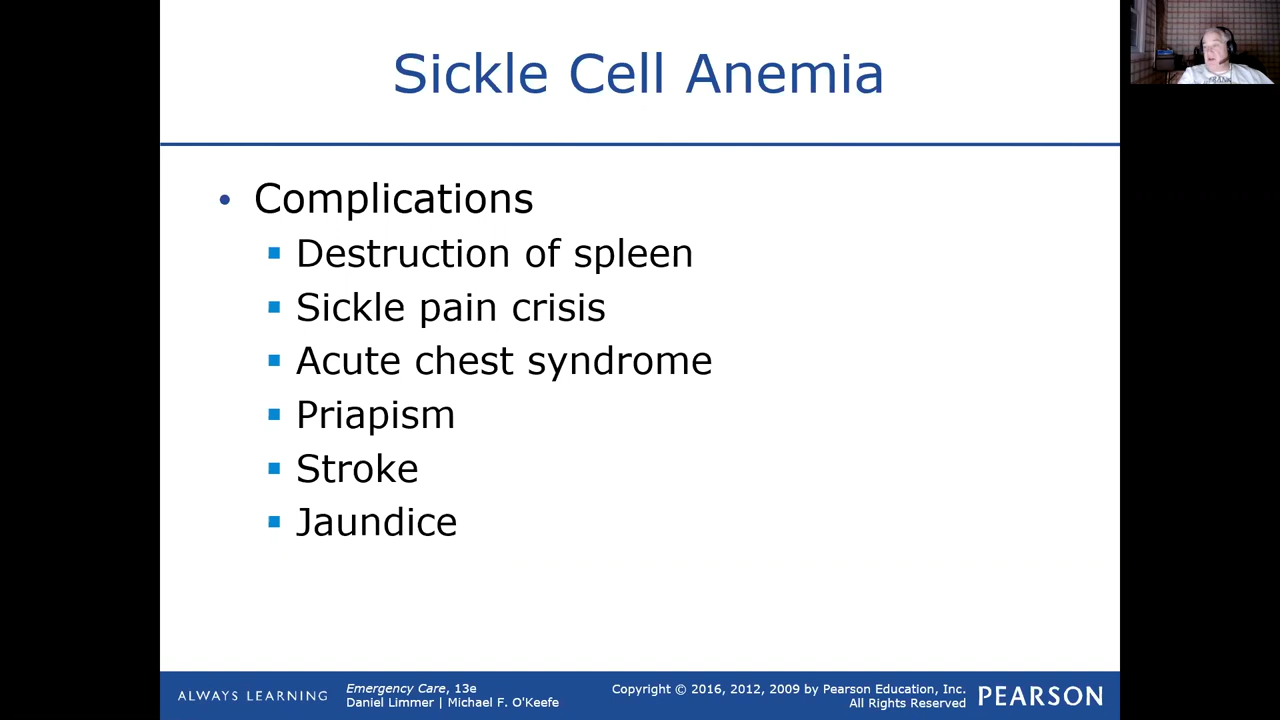 Sickle Cell Anemia
• Complications
▪ Destruction of spleen
▪ Sickle pain crisis
▪ Acute chest syndrome
▪ Priapism
▪ Stroke
▪ Jaundice
ALWAYS LEARNING
Emergency Care, 13e
Daniel Limmer | Michael F. O'Keefe
Copyright © 2016, 2012, 2009 by Pearson Education, Inc.
All Rights Reserved
PEARSON